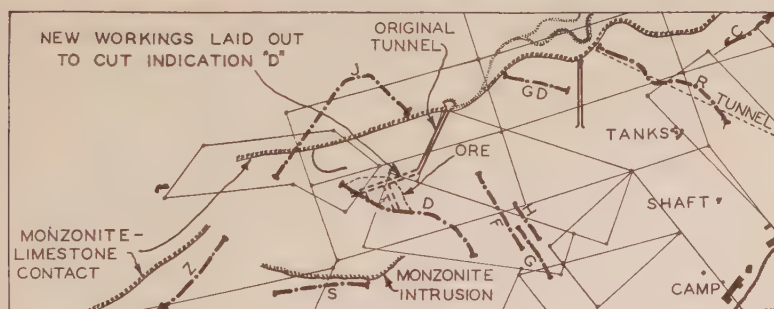 NEW WORKINGS LAID OUT
TO CUT INDICATION "D"
ORIGINAL
TUNNEL
J
C
GD
R
TUNNEL
TANKS
ORE
D
F
H
G
SHAFT
MONZONITE-
LIMESTONE
CONTACT
Z
S
MONZONITE
INTRUSION
CAMP